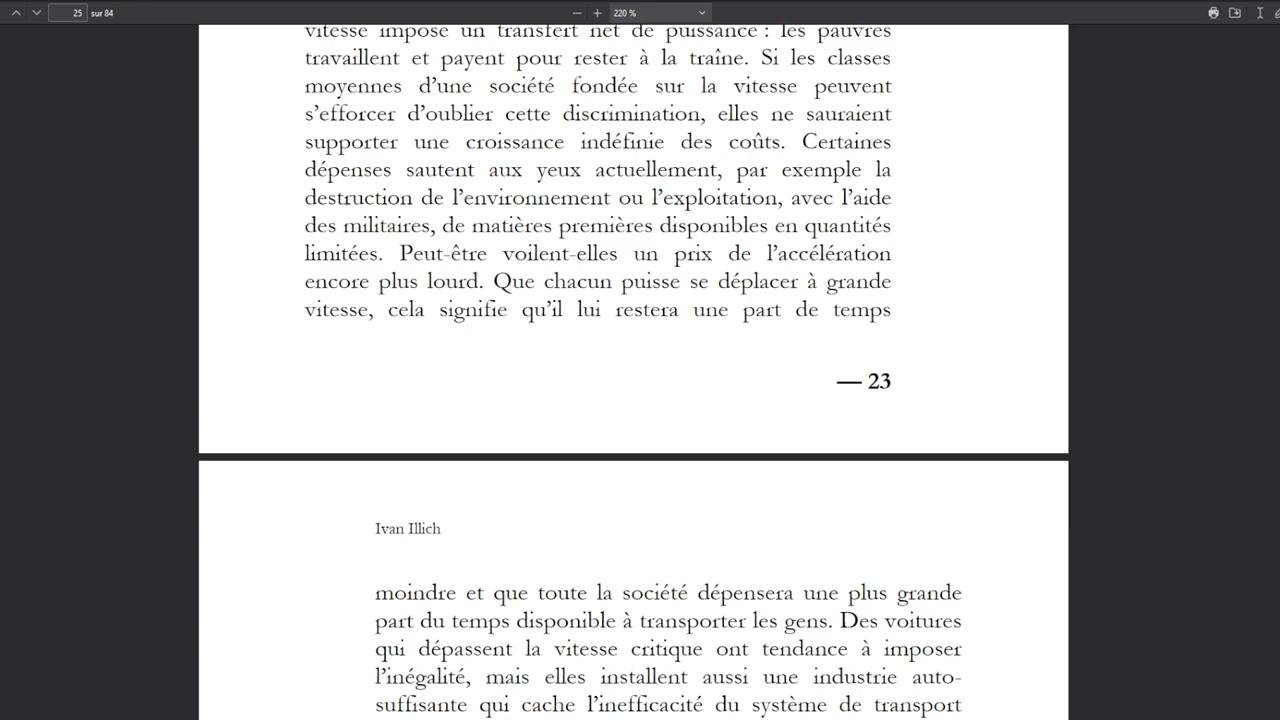 25 sur 84
220 %
vitesse impose un transfert net de puissance : les pauvres
travaillent et payent pour rester à la traîne. Si les classes
moyennes d’une société fondée sur la vitesse peuvent
s’efforcer d’oublier cette discrimination, elles ne sauraient
supporter une croissance indéfinie des coûts. Certaines
dépenses sautent aux yeux actuellement, par exemple la
destruction de l’environnement ou l’exploitation, avec l’aide
des militaires, de matières premières disponibles en quantités
limitées. Peut-être voilent-elles un prix de l’accélération
encore plus lourd. Que chacun puisse se déplacer à grande
vitesse, cela signifie qu’il lui restera une part de temps
— 23
Ivan Illich
moindre et que toute la société dépensera une plus grande
part du temps disponible à transporter les gens. Des voitures
qui dépassent la vitesse critique ont tendance à imposer
l’inégalité, mais elles installent aussi une industrie auto-
suffisante qui cache l’inefficacité du système de transport